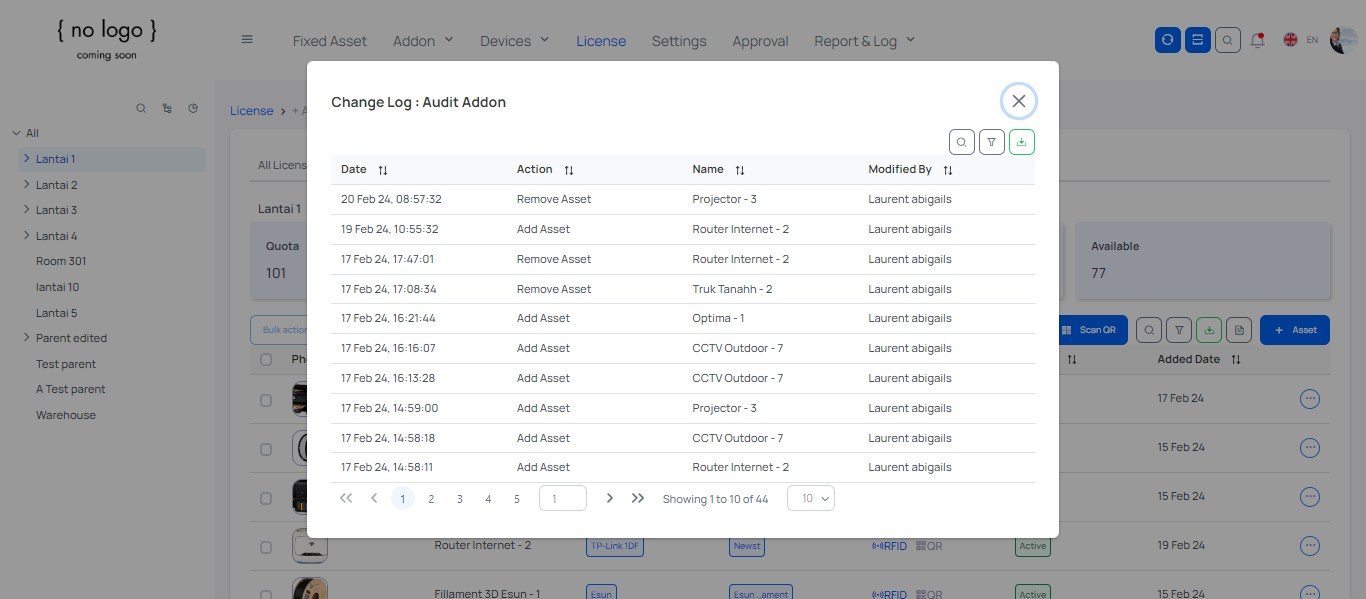 { no logo }
coming soon
Fixed Asset Addon Devices License Settings Approval Report & Log EN
License > + A
All
Lantai 1
Lantai 2
Lantai 3
Lantai 4
Room 301
lantai 10
Lantai 5
Parent edited
Test parent
A Test parent
Warehouse
All Licens
Lantai 1
Quota
101
Available
77
Bulk action
Scan QR
+ Asset
Ph
Added Date
17 Feb 24
15 Feb 24
15 Feb 24
Router Internet - 2 TP-Link 1DF Newst RFID QR Active 19 Feb 24
Fillament 3D Esun - 1 Esun Esun ...ament RFID QR Active 15 Feb 24
Change Log : Audit Addon
Date Action Name Modified By
20 Feb 24, 08:57:32 Remove Asset Projector - 3 Laurent abigails
19 Feb 24, 10:55:32 Add Asset Router Internet - 2 Laurent abigails
17 Feb 24, 17:47:01 Remove Asset Router Internet - 2 Laurent abigails
17 Feb 24, 17:08:34 Remove Asset Truk Tanahh - 2 Laurent abigails
17 Feb 24, 16:21:44 Add Asset Optima - 1 Laurent abigails
17 Feb 24, 16:16:07 Add Asset CCTV Outdoor - 7 Laurent abigails
17 Feb 24, 16:13:28 Add Asset CCTV Outdoor - 7 Laurent abigails
17 Feb 24, 14:59:00 Add Asset Projector - 3 Laurent abigails
17 Feb 24, 14:58:18 Add Asset CCTV Outdoor - 7 Laurent abigails
17 Feb 24, 14:58:11 Add Asset Router Internet - 2 Laurent abigails
<< < 1 2 3 4 5 1 > >> Showing 1 to 10 of 44 10